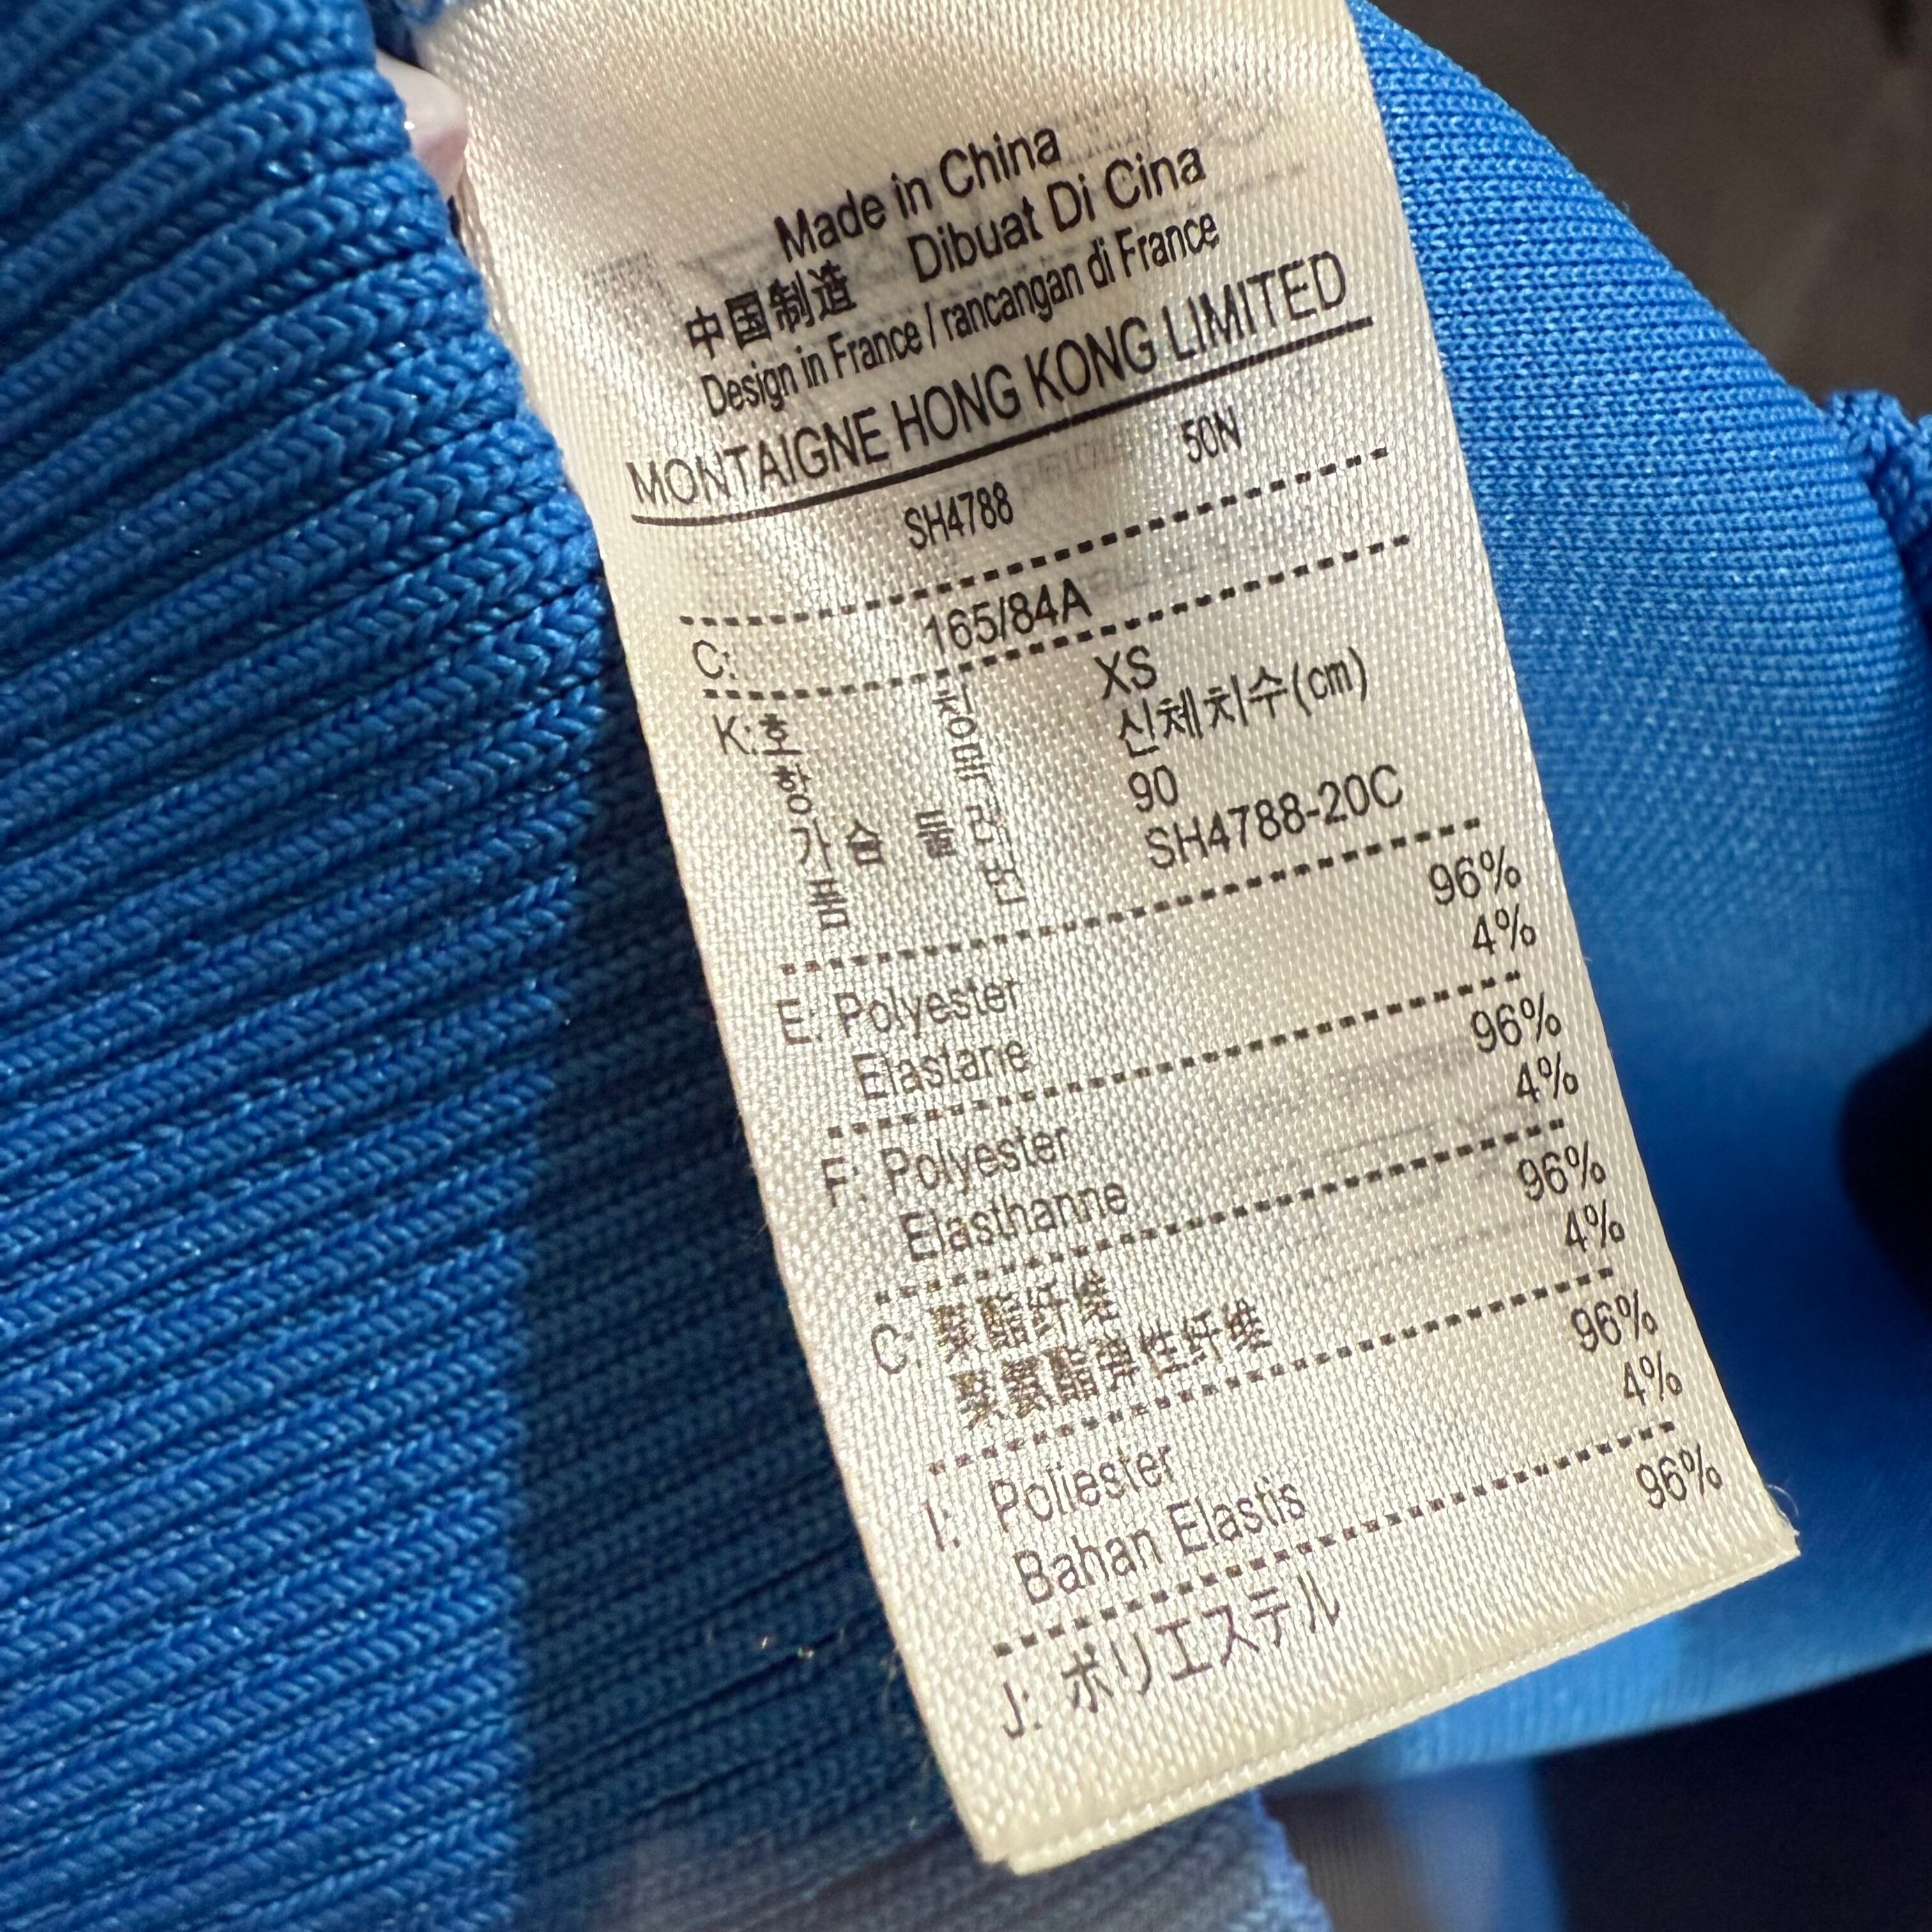 Made in China
中国制造 Dibuat Di Cina
Design in France / rancangan di France
MONTAIGNE HONG KONG LIMITED
SH4788 50N
C: 165/84A
K: 호칭 XS
신체치수(cm)
가슴둘레 90
품 SH4788-20C
E: Polyester 96%
Elastane 4%
F: Polyester 96%
Elasthanne 4%
C: 聚酯纤维 96%
聚氨酯弹性纤维 4%
I: Poliester 96%
Bahan Elastis 4%
J: ポリエステル 96%